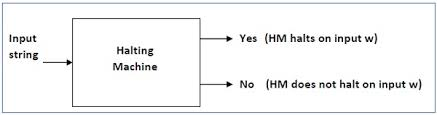 Input
string
Halting
Machine
Yes (HM halts on input w)
No (HM does not halt on input w)